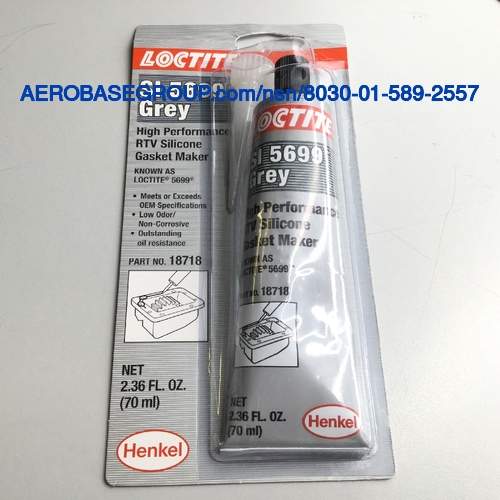 LOCTITE
SI 56
Grey
High Performance
RTV Silicone
Gasket Maker
KNOWN AS
LOCTITE® 5699®
• Meets or Exceeds
OEM Specifications
• Low Odor/
Non-Corrosive
• Outstanding
oil resistance
PART NO. 18718
NET
2.36 FL. OZ.
(70 ml)
Henkel
AEROBASEGROUP.com/nsn/8030-01-589-2557
LOCTITE
SI 5699
Grey
High Performance
RTV Silicone
Gasket Maker
KNOWN AS
LOCTITE® 5699®
PART NO. 18718
NET
2.36 FL. OZ.
(70 ml)
Henkel